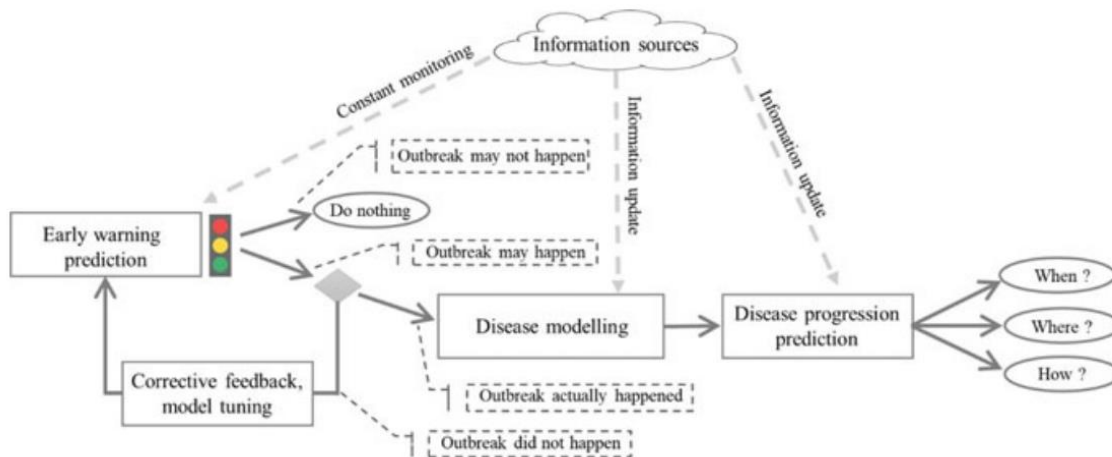 Information sources
Constant monitoring
Information update
Information update
Outbreak may not happen
Do nothing
Early warning
prediction
Outbreak may happen
When ?
Disease modelling
Disease progression
prediction
Where ?
How ?
Corrective feedback,
model tuning
Outbreak actually happened
Outbreak did not happen